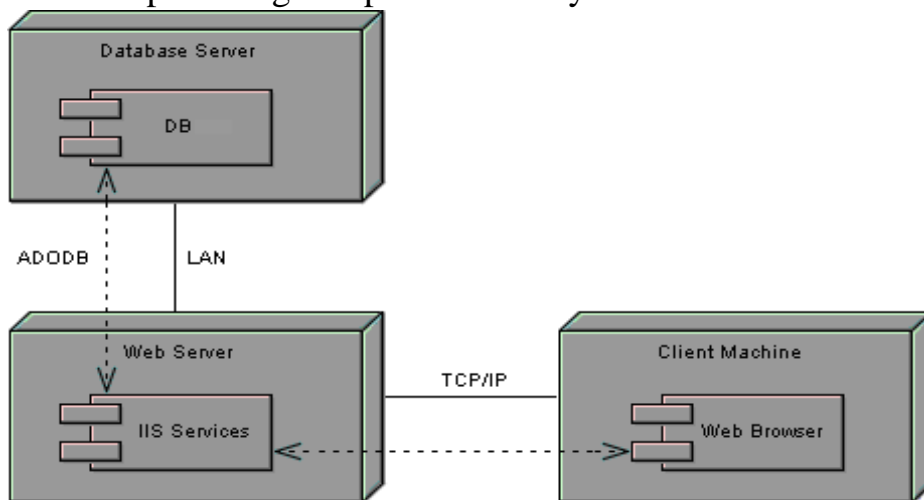 Database Server
DB
ADODB
LAN
Web Server
Client Machine
TCP/IP
IIS Services
Web Browser